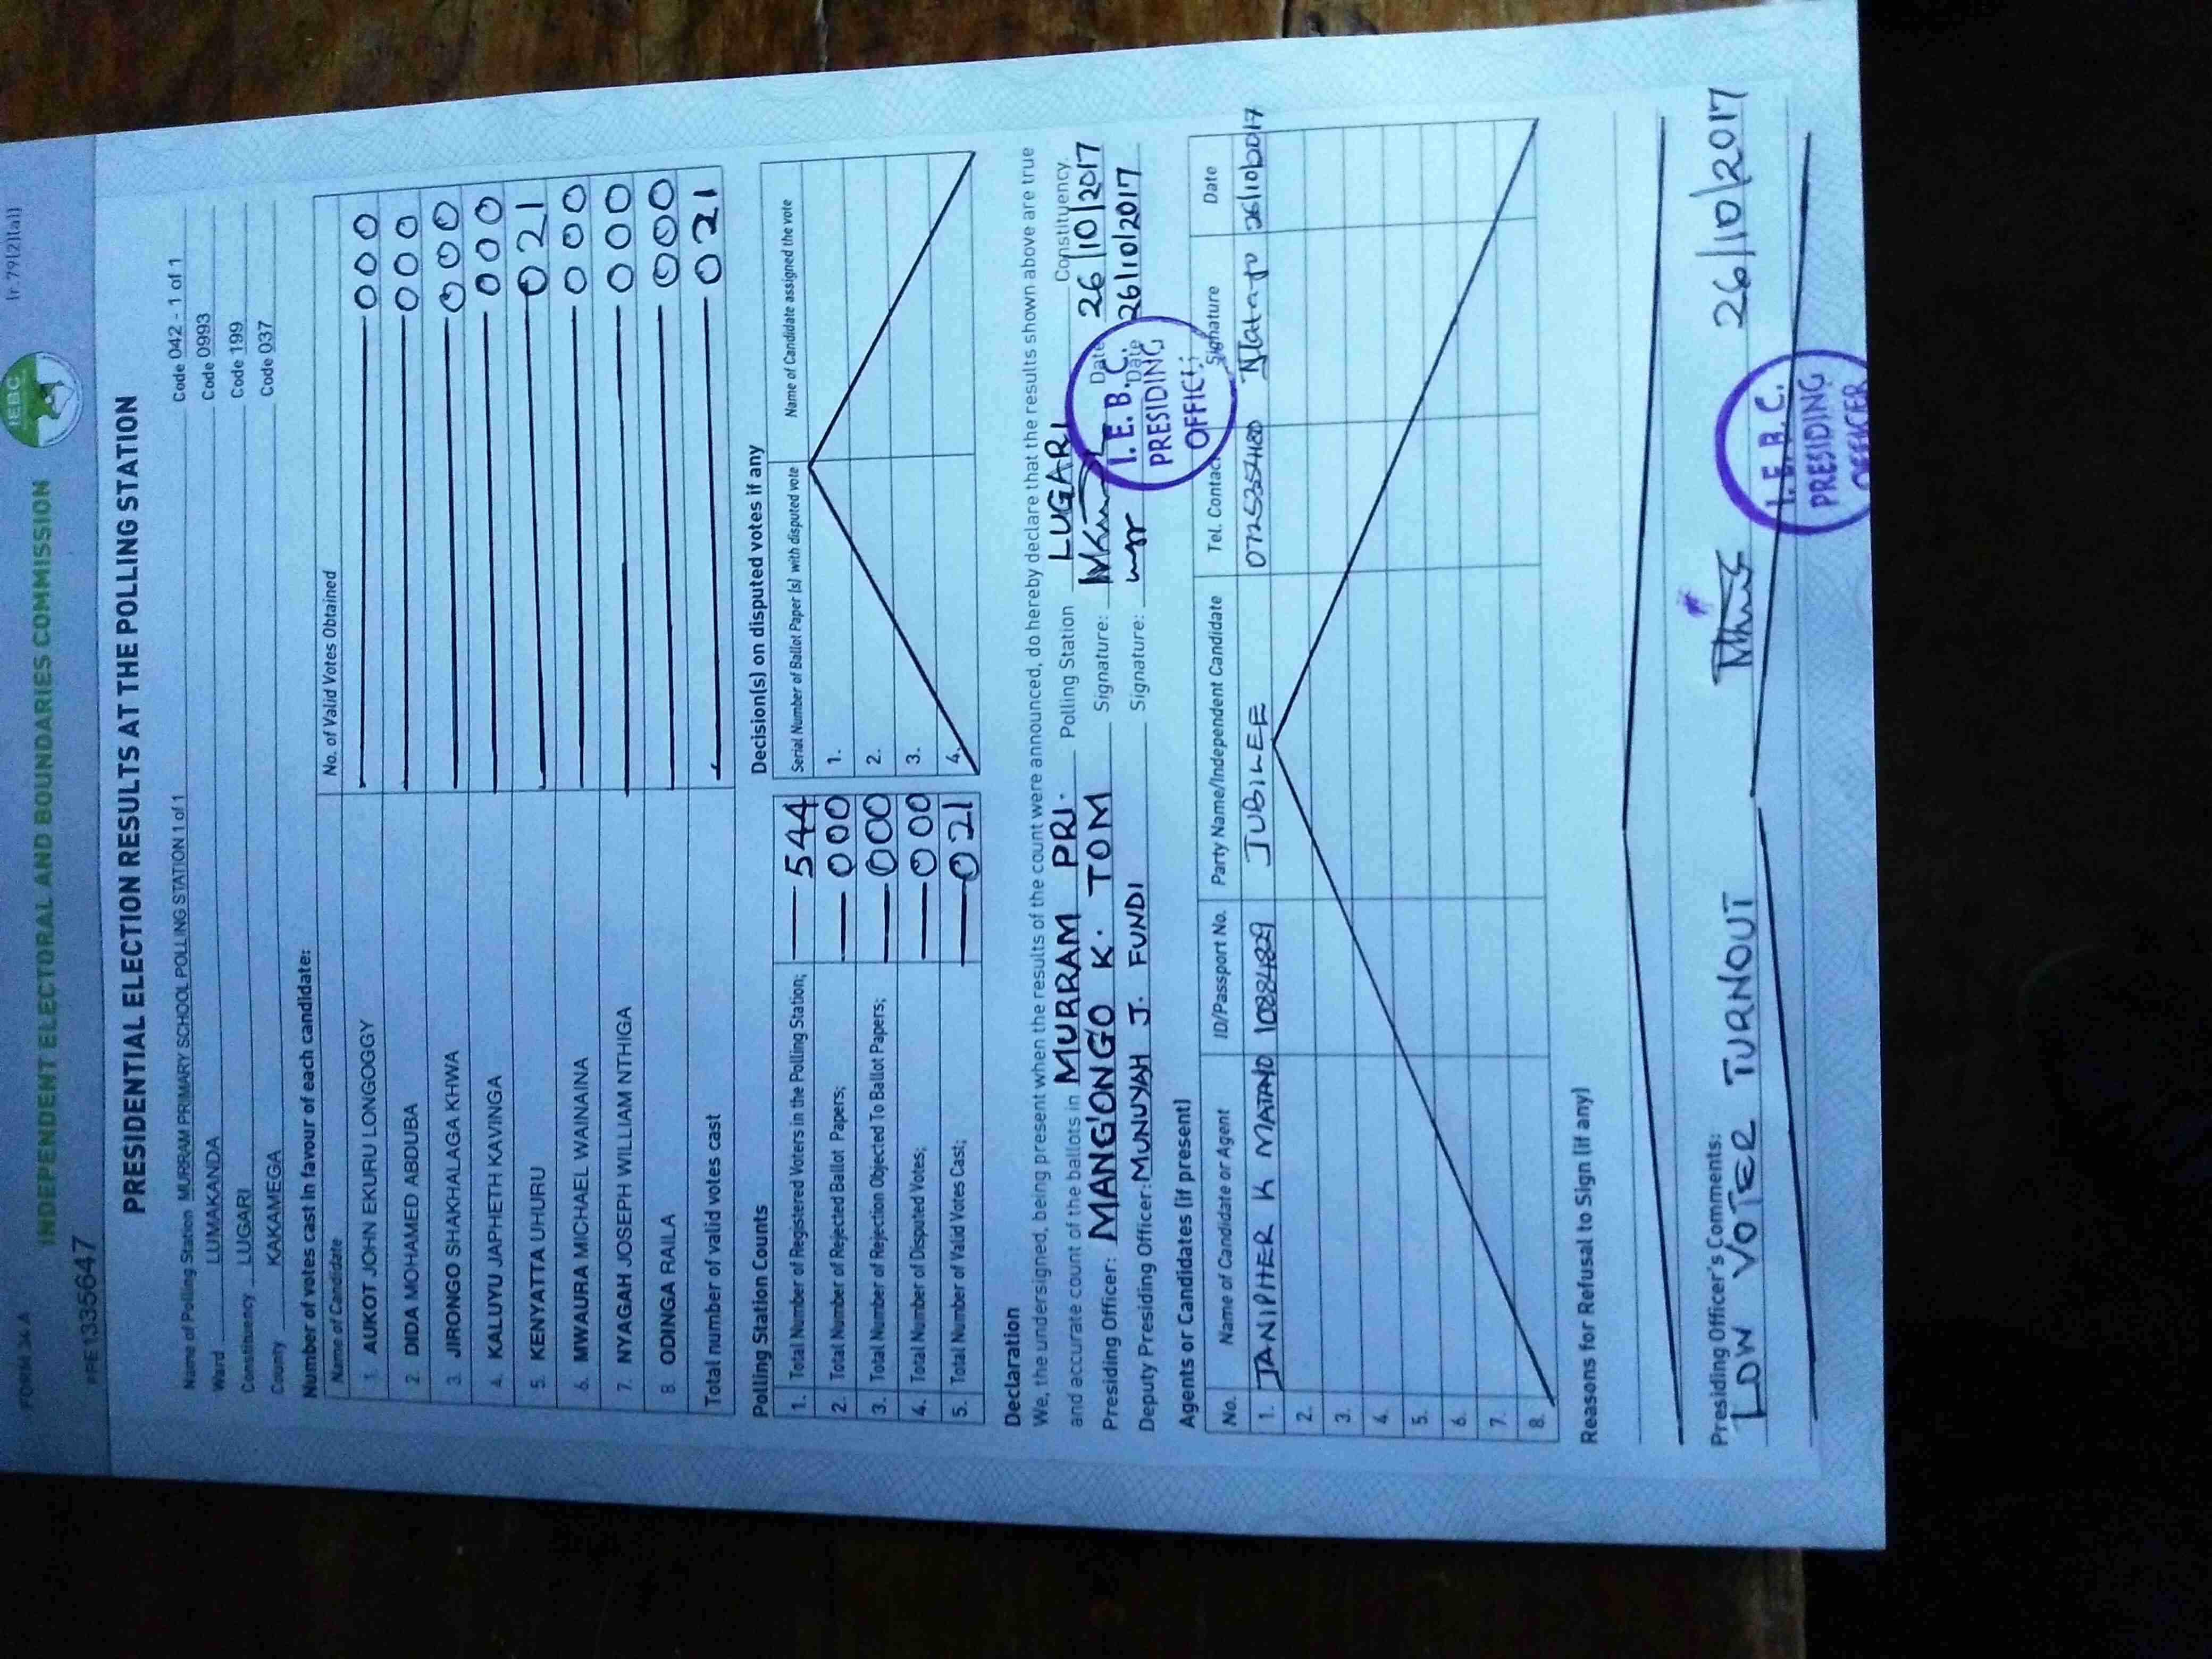 FORM 34 A (r.79(2)(a))
INDEPENDENT ELECTORAL AND BOUNDARIES COMMISSION IEBC
PRESIDENTIAL ELECTION RESULTS AT THE POLLING STATION
Name of Polling Station MURRAM PRIMARY SCHOOL POLLING STATION 1 of 1 Code 042 - 1 of 1
Ward LUMAKANDA Code 0993
Constituency LUGARI Code 199
County KAKAMEGA Code 037
Number of votes cast in favour of each candidate:
Name of Candidate No. of Valid Votes Obtained
1. AUKOT JOHN EKURU LONGOGGY 000
2. DIDA MOHAMED ABDUBA 000
3. JIRONGO SHAKHALAGA KHWA 000
4. KALUYU JAPHETH KAVINGA 000
5. KENYATTA UHURU 021
6. MWAURA MICHAEL WAINAINA 000
7. NYAGAH JOSEPH WILLIAM NTHIGA 000
8. ODINGA RAILA 000
Total number of valid votes cast 021
Polling Station Counts
1. Total Number of Registered Voters in the Polling Station; 544
2. Total Number of Rejected Ballot Papers; 000
3. Total Number of Rejection Objected To Ballot Papers; 000
4. Total Number of Disputed Votes; 000
5. Total Number of Valid Votes Cast; 021
Decision(s) on disputed votes if any
Serial Number of Ballot Paper (s) with disputed vote Name of Candidate assigned the vote
1.
2.
3.
4.
Declaration
We, the undersigned, being present when the results of the count were announced, do hereby declare that the results shown above are true
and accurate count of the ballots in MURRAM PRI. Polling Station LUGARI Constituency.
Presiding Officer: MANG'ONGO K. TOM Signature: Date 26/10/2017
Deputy Presiding Officer: MUNUYAH J. FUNDI Signature: Date 26/10/2017
I.E.B.C.
PRESIDING
Agents or Candidates (if present)
No. Name of Candidate or Agent ID/Passport No. Party Name/Independent Candidate Tel. Contact Signature Date
1. JANIPHER K MATAYO 10884829 JUBILEE 26/10/2017
2.
3.
4.
5.
6.
7.
8.
Reasons for Refusal to Sign (if any)
Presiding Officer's Comments:
LOW VOTER TURNOUT 26/10/2017
I.E.B.C.
PRESIDING
OFFICER